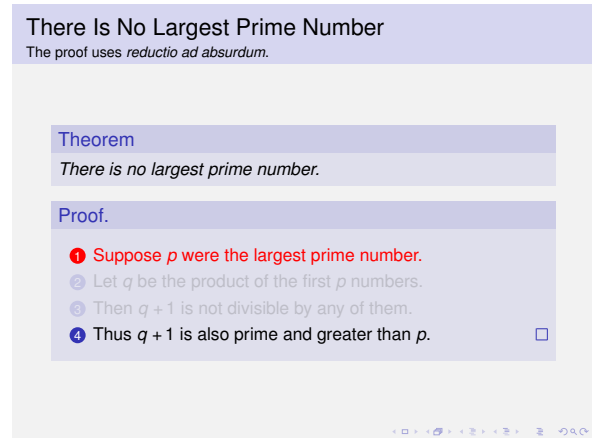 There Is No Largest Prime Number
The proof uses reductio ad absurdum.
Theorem
There is no largest prime number.
Proof.
1 Suppose p were the largest prime number.
2 Let q be the product of the first p numbers.
3 Then q + 1 is not divisible by any of them.
4 Thus q + 1 is also prime and greater than p. □